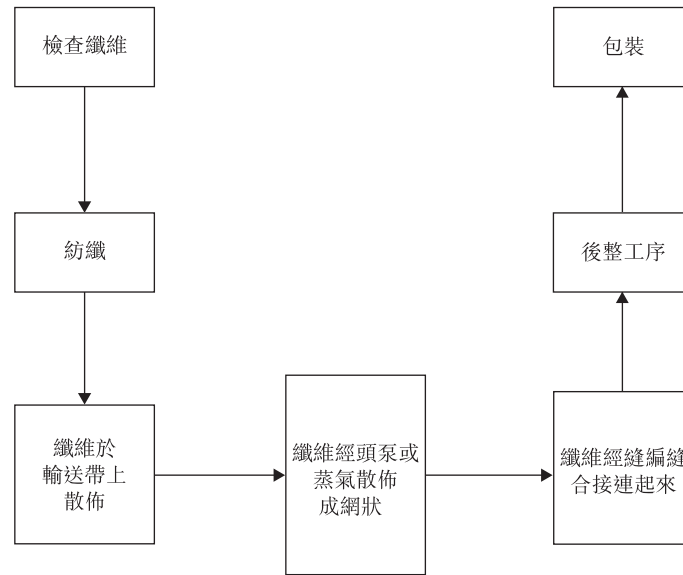 檢查纖維
紡纖
纖維於
輸送帶上
散佈
纖維經頭泵或
蒸氣散佈
成網狀
纖維經縫編縫
合接連起來
後整工序
包裝